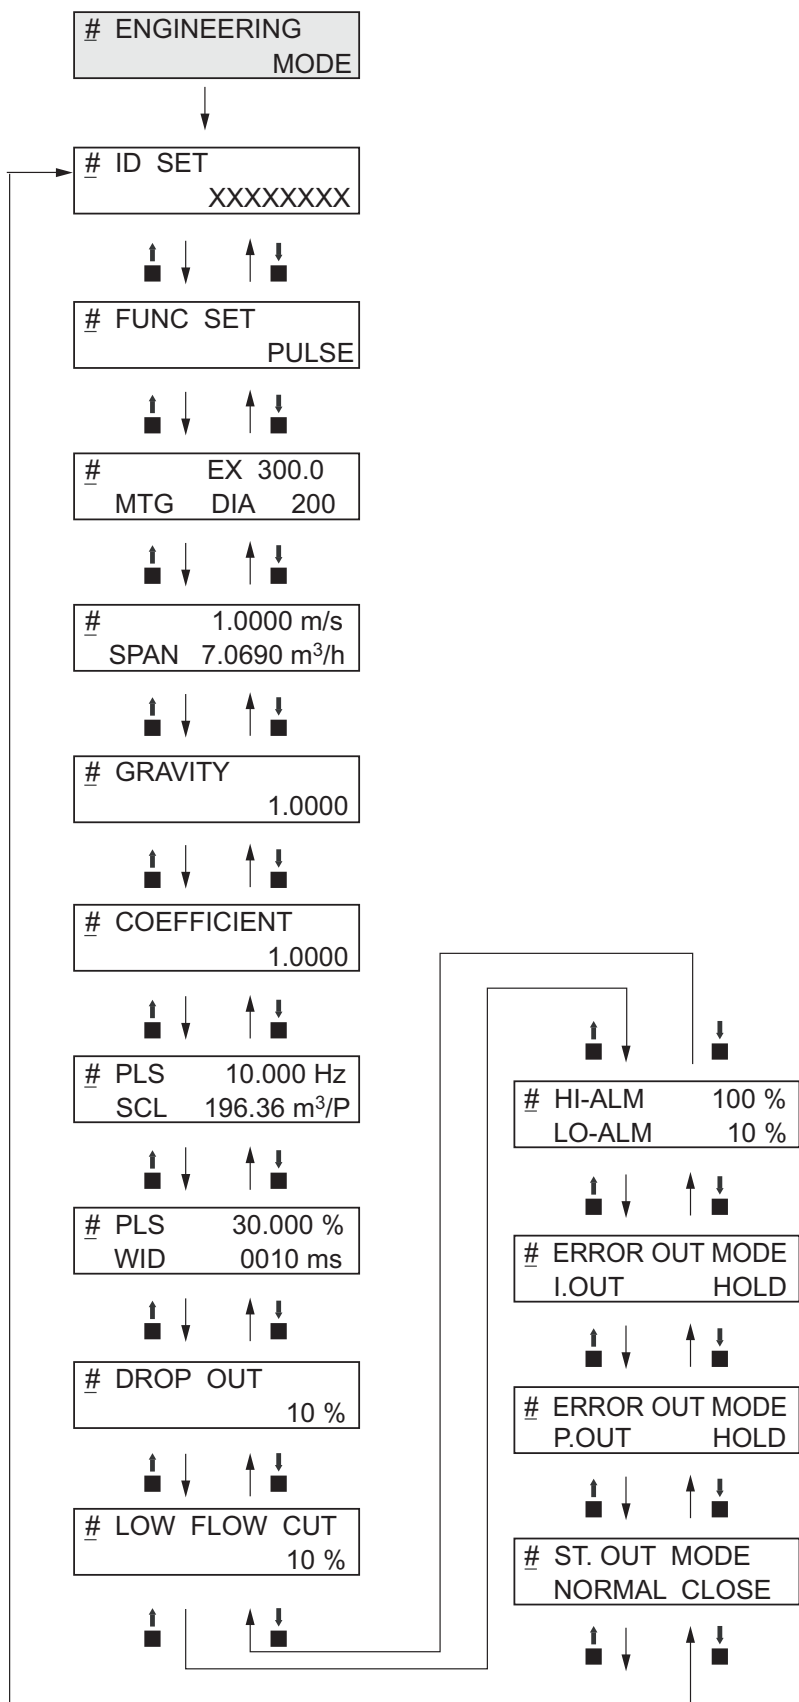 # ENGINEERING
MODE
# ID SET
XXXXXXXX
# FUNC SET
PULSE
# EX 300.0
MTG DIA 200
# 1.0000 m/s
SPAN 7.0690 m³/h
# GRAVITY
1.0000
# COEFFICIENT
1.0000
# PLS 10.000 Hz
SCL 196.36 m³/P
# PLS 30.000 %
WID 0010 ms
# DROP OUT
10 %
# LOW FLOW CUT
10 %
# HI-ALM 100 %
LO-ALM 10 %
# ERROR OUT MODE
I.OUT HOLD
# ERROR OUT MODE
P.OUT HOLD
# ST. OUT MODE
NORMAL CLOSE